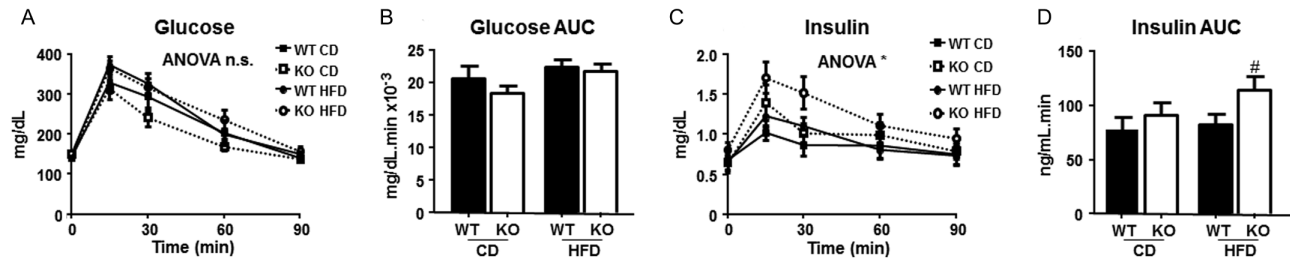 A
Glucose
ANOVA n.s.
WT CD
KO CD
WT HFD
KO HFD
mg/dL
400
300
200
100
0
0 30 60 90
Time (min)
B
Glucose AUC
mg/dL.min x10-3
25
20
15
10
5
0
WT KO WT KO
CD HFD
C
Insulin
ANOVA *
WT CD
KO CD
WT HFD
KO HFD
mg/dL
2.0
1.5
1.0
0.5
0.0
0 30 60 90
Time (min)
D
Insulin AUC
ng/mL.min
150
100
50
0
#
WT KO WT KO
CD HFD